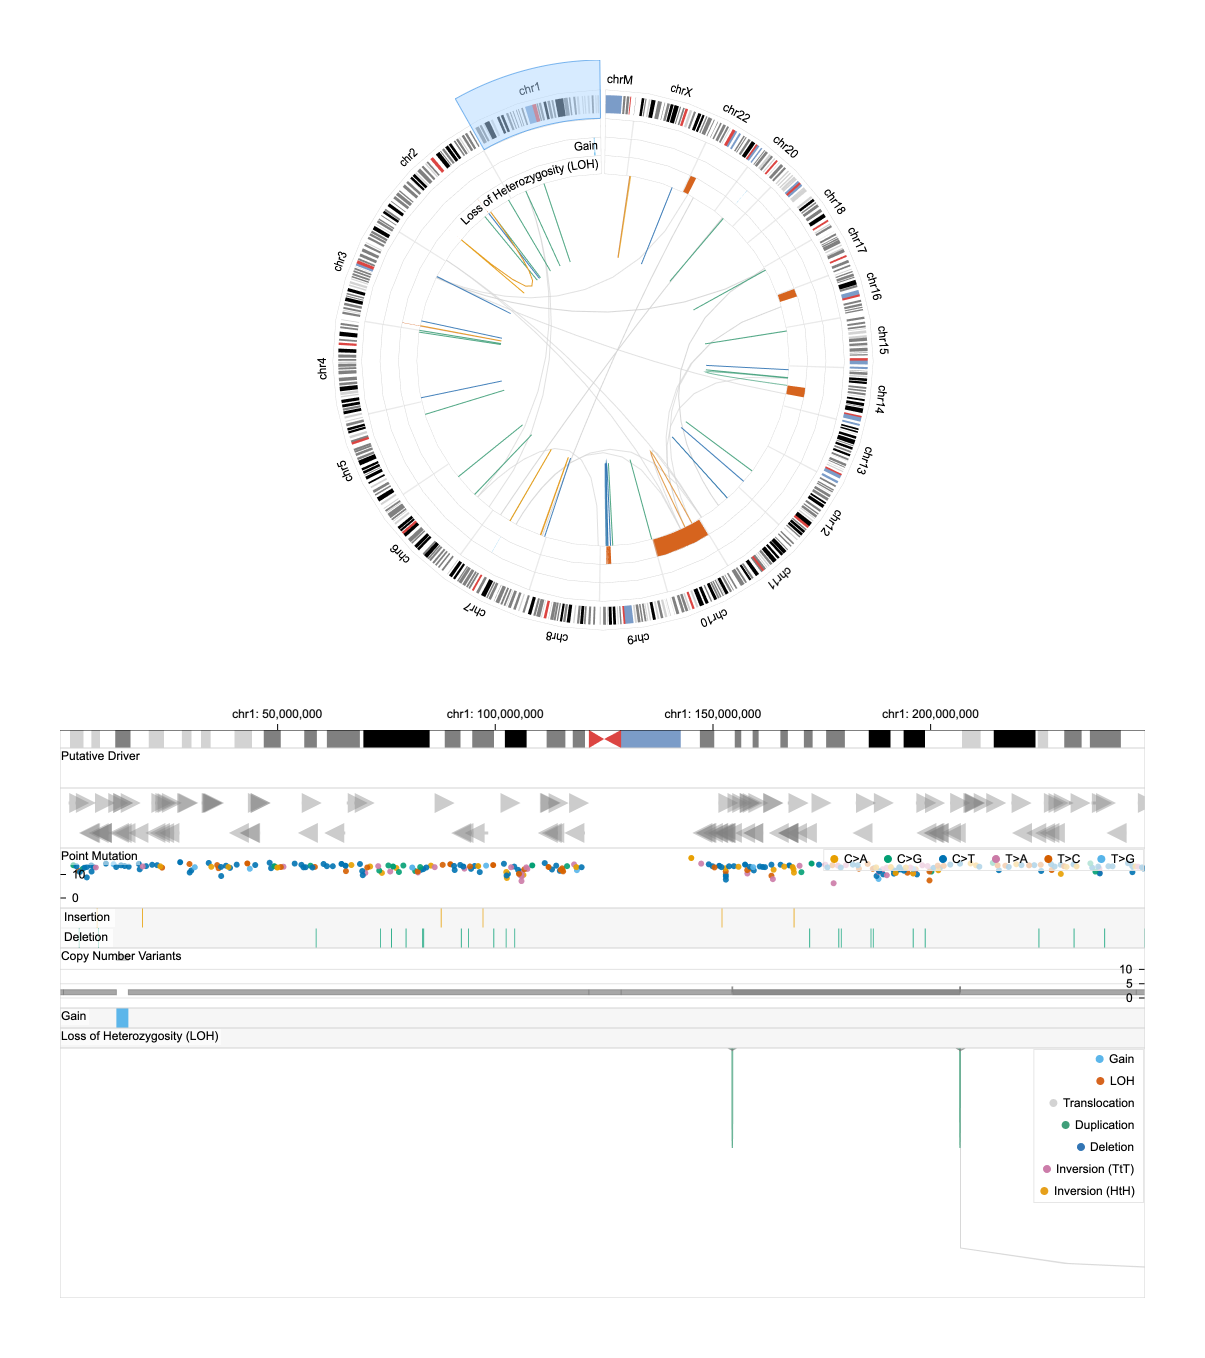 chrM
chrX
chr22
chr20
chr18
chr17
chr16
chr15
chr14
chr13
chr12
chr11
chr10
chr9
chr8
chr7
chr6
chr5
chr4
chr3
chr2
chr1
Gain
Loss of Heterozygosity (LOH)
chr1: 50,000,000 chr1: 100,000,000 chr1: 150,000,000 chr1: 200,000,000
Putative Driver
Point Mutation
C>A C>G C>T T>A T>C T>G
10
0
Insertion
Deletion
Copy Number Variants
10
5
0
Gain
Loss of Heterozygosity (LOH)
Gain
LOH
Translocation
Duplication
Deletion
Inversion (TtT)
Inversion (HtH)